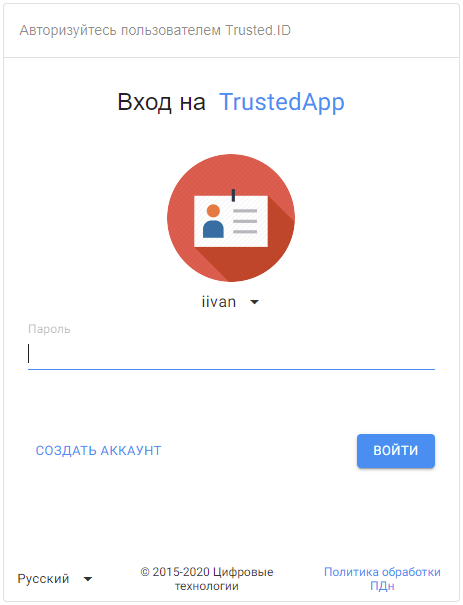 Авторизуйтесь пользователем Trusted.ID
Вход на TrustedApp
iivan
Пароль
СОЗДАТЬ АККАУНТ
ВОЙТИ
Русский
© 2015-2020 Цифровые
технологии
Политика обработки
ПДн